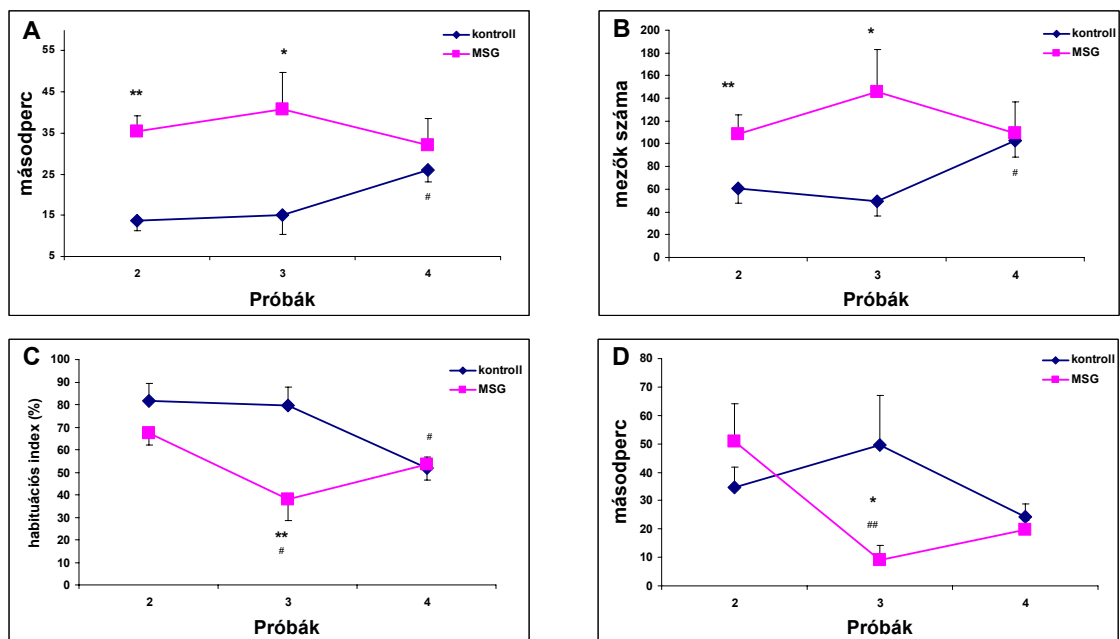 A
kontroll
MSG
55
45
35
25
15
5
másodperc
**
*
#
2 3 4
Próbák
B
kontroll
MSG
200
180
160
140
120
100
80
60
40
20
0
mezők száma
**
*
#
2 3 4
Próbák
C
kontroll
MSG
100
90
80
70
60
50
40
30
20
10
0
habituációs index (%)
**
#
#
2 3 4
Próbák
D
kontroll
MSG
80
70
60
50
40
30
20
10
0
másodperc
*
##
2 3 4
Próbák